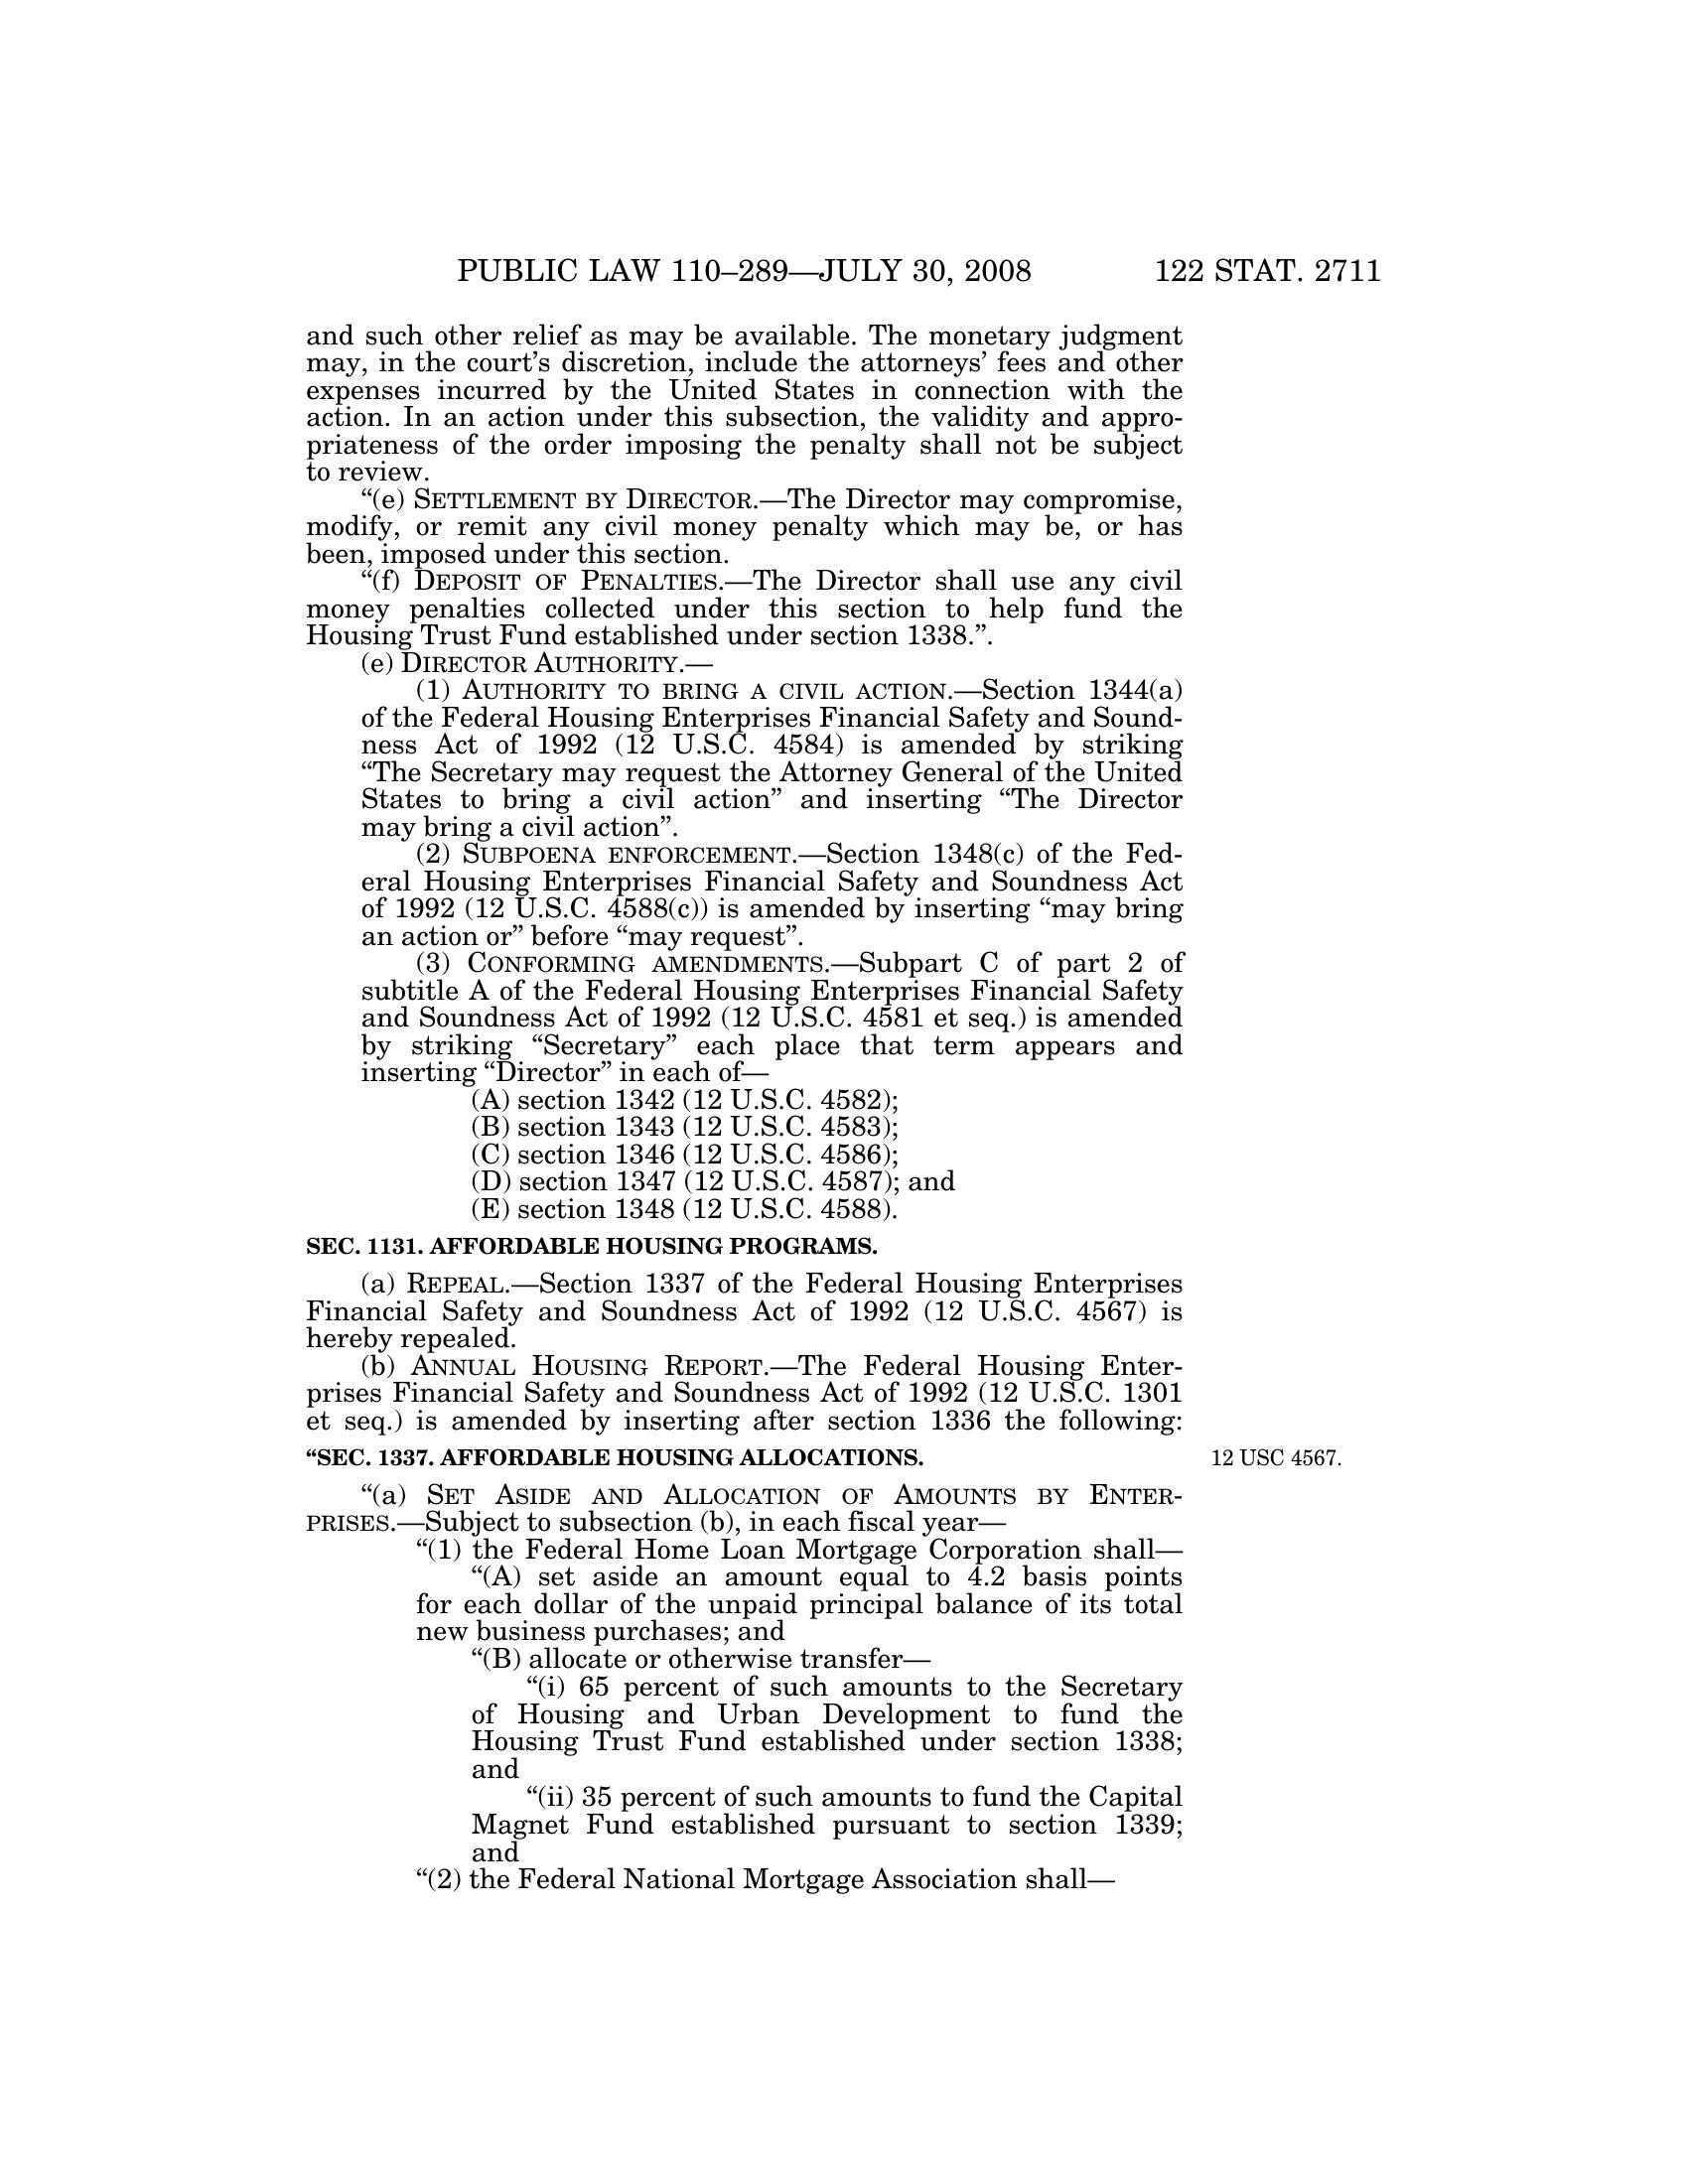 PUBLIC LAW 110–289—JULY 30, 2008 122 STAT. 2711
and such other relief as may be available. The monetary judgment
may, in the court’s discretion, include the attorneys’ fees and other
expenses incurred by the United States in connection with the
action. In an action under this subsection, the validity and appro-
priateness of the order imposing the penalty shall not be subject
to review.
“(e) SETTLEMENT BY DIRECTOR.—The Director may compromise,
modify, or remit any civil money penalty which may be, or has
been, imposed under this section.
“(f) DEPOSIT OF PENALTIES.—The Director shall use any civil
money penalties collected under this section to help fund the
Housing Trust Fund established under section 1338.”.
(e) DIRECTOR AUTHORITY.—
(1) AUTHORITY TO BRING A CIVIL ACTION.—Section 1344(a)
of the Federal Housing Enterprises Financial Safety and Sound-
ness Act of 1992 (12 U.S.C. 4584) is amended by striking
“The Secretary may request the Attorney General of the United
States to bring a civil action” and inserting “The Director
may bring a civil action”.
(2) SUBPOENA ENFORCEMENT.—Section 1348(c) of the Fed-
eral Housing Enterprises Financial Safety and Soundness Act
of 1992 (12 U.S.C. 4588(c)) is amended by inserting “may bring
an action or” before “may request”.
(3) CONFORMING AMENDMENTS.—Subpart C of part 2 of
subtitle A of the Federal Housing Enterprises Financial Safety
and Soundness Act of 1992 (12 U.S.C. 4581 et seq.) is amended
by striking “Secretary” each place that term appears and
inserting “Director” in each of—
(A) section 1342 (12 U.S.C. 4582);
(B) section 1343 (12 U.S.C. 4583);
(C) section 1346 (12 U.S.C. 4586);
(D) section 1347 (12 U.S.C. 4587); and
(E) section 1348 (12 U.S.C. 4588).
SEC. 1131. AFFORDABLE HOUSING PROGRAMS.
(a) REPEAL.—Section 1337 of the Federal Housing Enterprises
Financial Safety and Soundness Act of 1992 (12 U.S.C. 4567) is
hereby repealed.
(b) ANNUAL HOUSING REPORT.—The Federal Housing Enter-
prises Financial Safety and Soundness Act of 1992 (12 U.S.C. 1301
et seq.) is amended by inserting after section 1336 the following:
“SEC. 1337. AFFORDABLE HOUSING ALLOCATIONS. 12 USC 4567.
“(a) SET ASIDE AND ALLOCATION OF AMOUNTS BY ENTER-
PRISES.—Subject to subsection (b), in each fiscal year—
“(1) the Federal Home Loan Mortgage Corporation shall—
“(A) set aside an amount equal to 4.2 basis points
for each dollar of the unpaid principal balance of its total
new business purchases; and
“(B) allocate or otherwise transfer—
“(i) 65 percent of such amounts to the Secretary
of Housing and Urban Development to fund the
Housing Trust Fund established under section 1338;
and
“(ii) 35 percent of such amounts to fund the Capital
Magnet Fund established pursuant to section 1339;
and
“(2) the Federal National Mortgage Association shall—